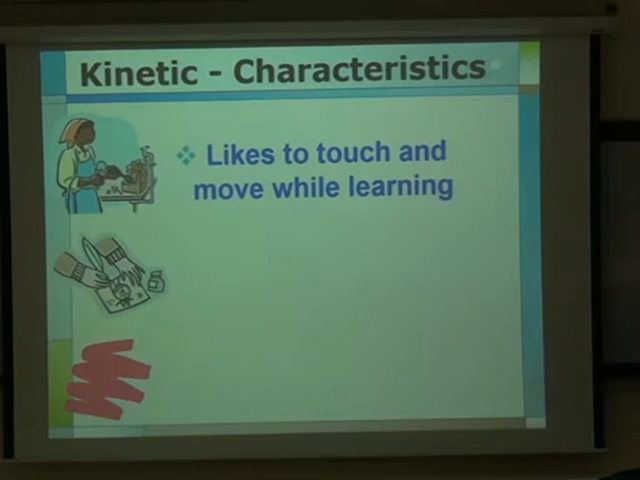 Kinetic - Characteristics
Likes to touch and
move while learning